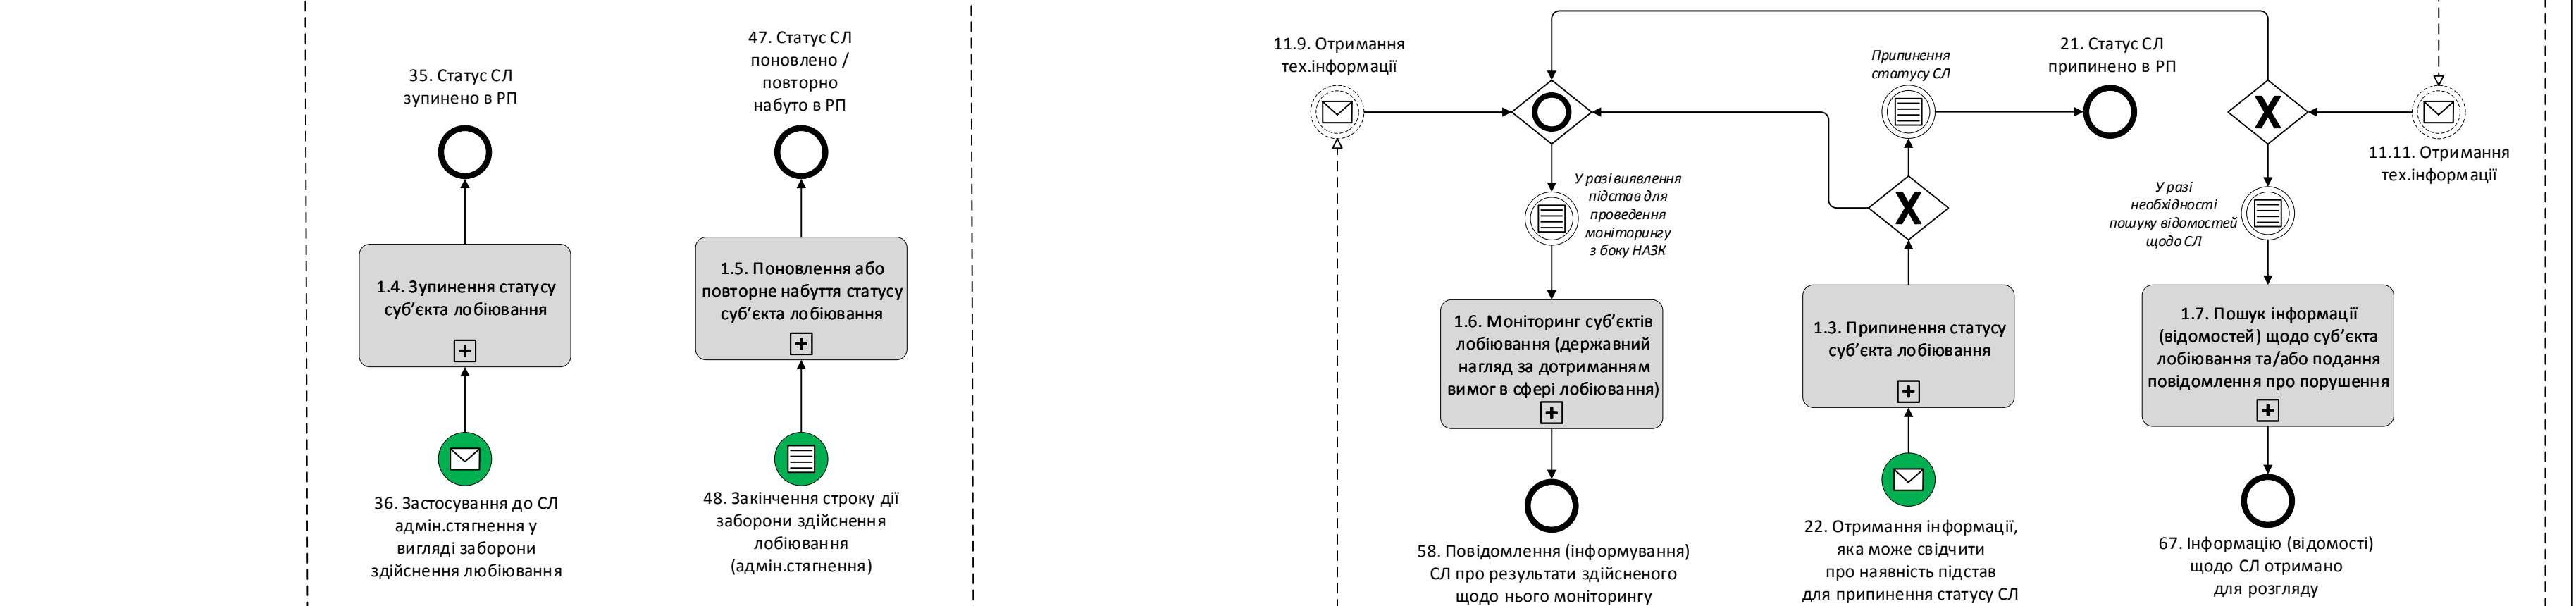 35. Статус СЛ
зупинено в РП
1.4. Зупинення статусу
суб’єкта лобіювання
36. Застосування до СЛ
адмін.стягнення у
вигляді заборони
здійснення любіювання
47. Статус СЛ
поновлено /
повторно
набуто в РП
1.5. Поновлення або
повторне набуття статусу
суб’єкта лобіювання
48. Закінчення строку дії
заборони здійснення
лобіювання
(адмін.стягнення)
11.9. Отримання
тех.інформації
У разі виявлення
підстав для
проведення
моніторингу
з боку НАЗК
1.6. Моніторинг суб’єктів
лобіювання (державний
нагляд за дотриманням
вимог в сфері лобіювання)
58. Повідомлення (інформування)
СЛ про результати здійсненого
щодо нього моніторингу
Припинення
статусу СЛ
21. Статус СЛ
припинено в РП
X
1.3. Припинення статусу
суб’єкта лобіювання
22. Отримання інформації,
яка може свідчити
про наявність підстав
для припинення статусу СЛ
X
11.11. Отримання
тех.інформації
У разі
необхідності
пошуку відомостей
щодо СЛ
1.7. Пошук інформації
(відомостей) щодо суб’єкта
лобіювання та/або подання
повідомлення про порушення
67. Інформацію (відомості)
щодо СЛ отримано
для розгляду